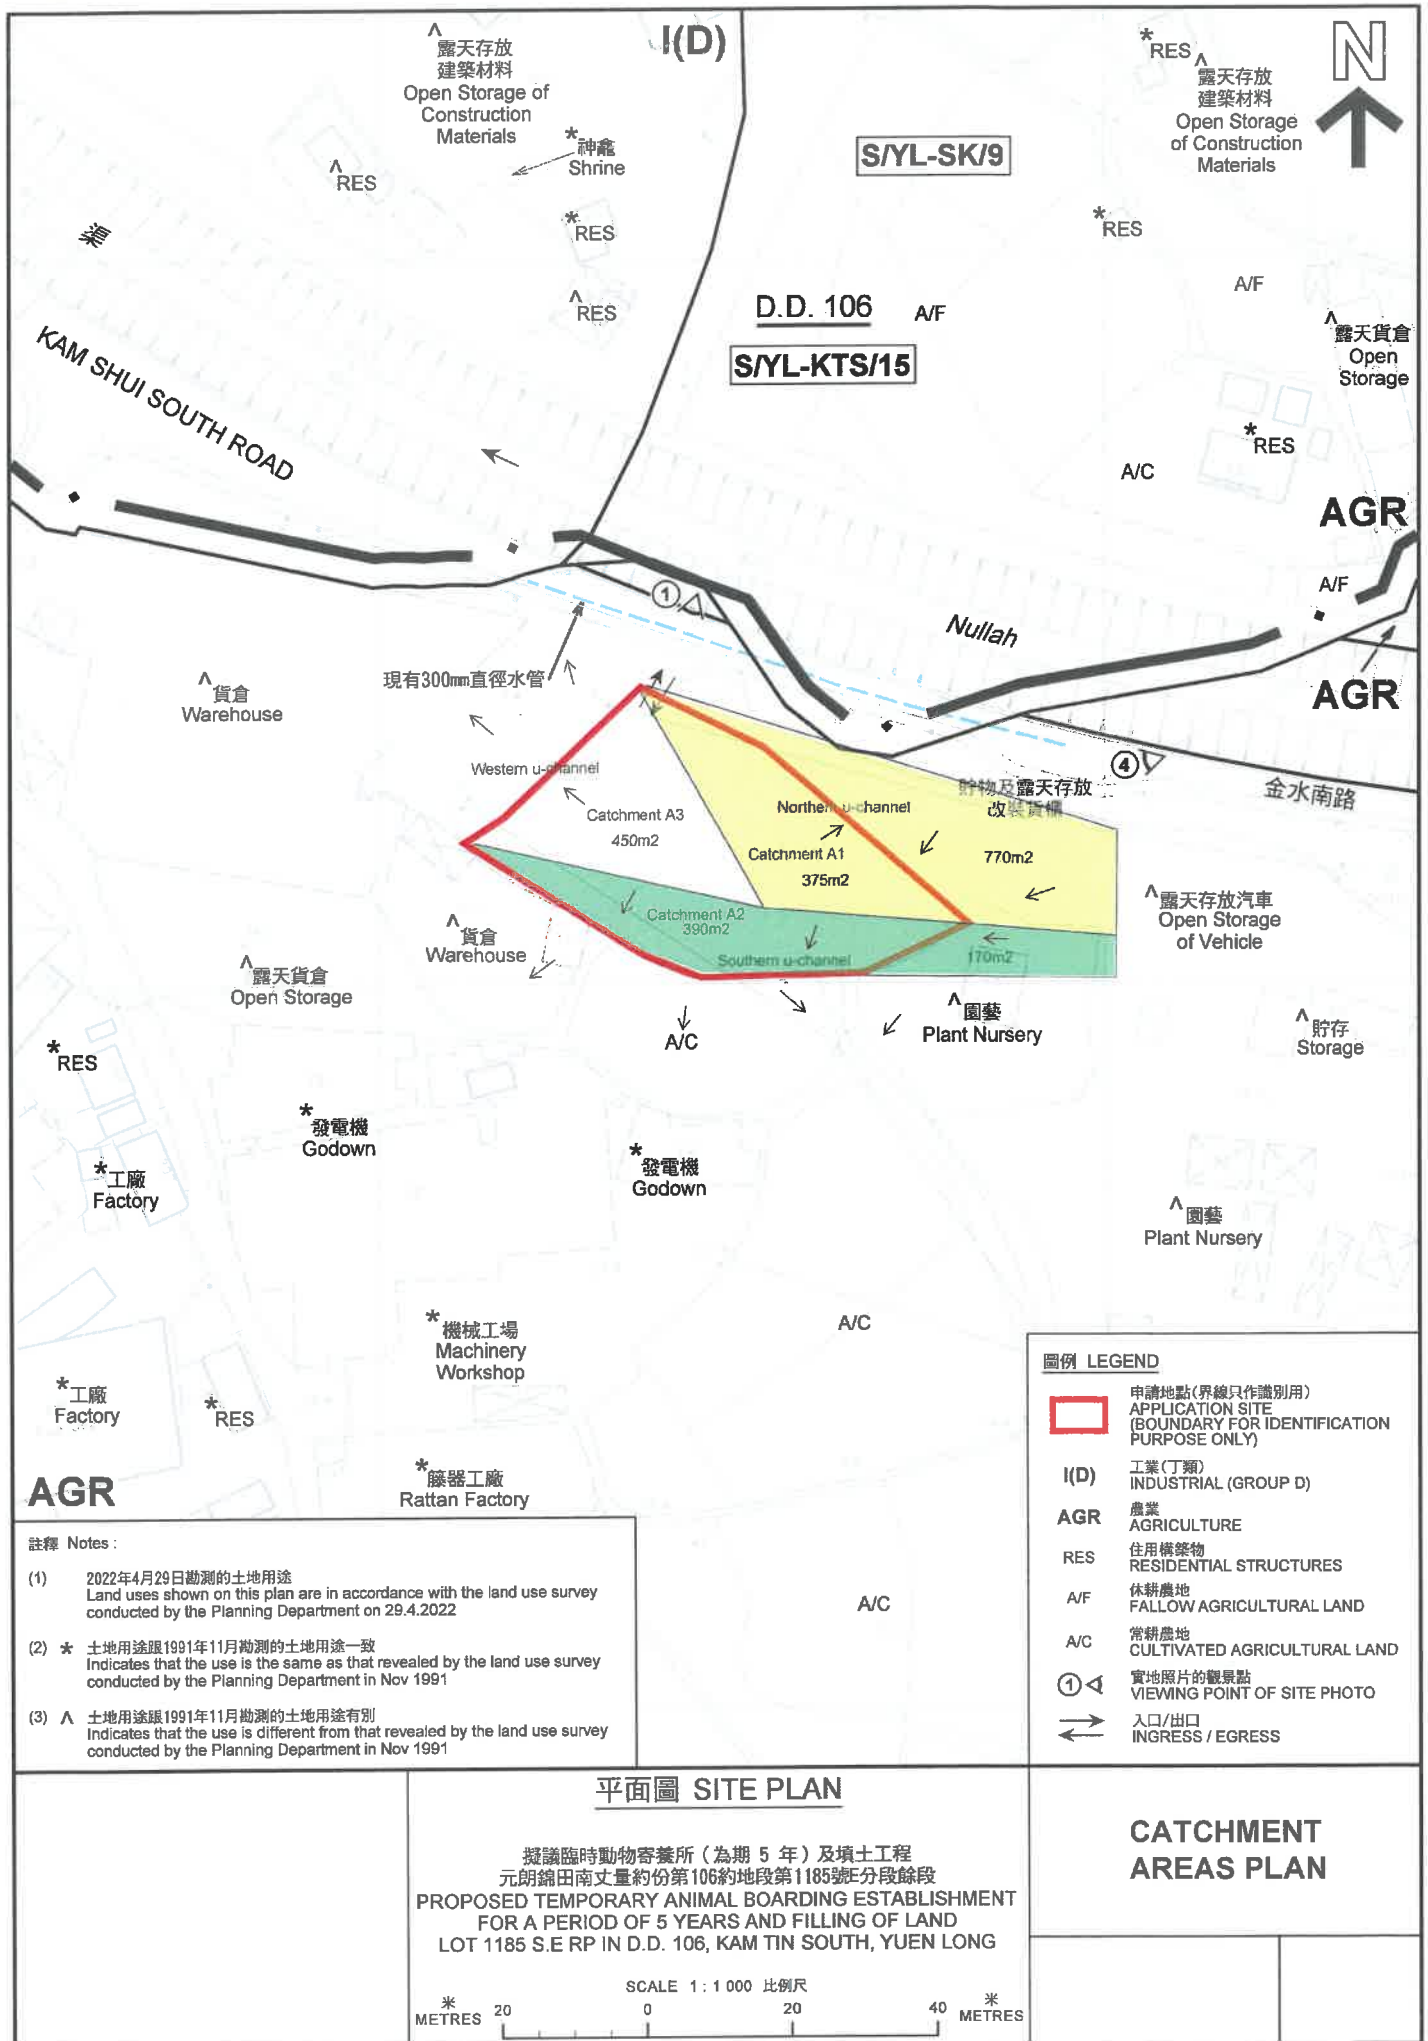 I(D)
N
^
露天存放
建築材料
Open Storage of
Construction
Materials
*
RES
^
露天存放
建築材料
Open Storage
of Construction
Materials
*
神龕
Shrine
S/YL-SK/9
^
RES
*
RES
*
RES
渠
A/F
^
RES
D.D. 106
A/F
S/YL-KTS/15
^
露天貨倉
Open
Storage
KAM SHUI SOUTH ROAD
*
RES
A/C
AGR
A/F
1
Nullah
現有300mm直徑水管
^
貨倉
Warehouse
AGR
4
金水南路
Western u-channel
Northern u-channel
貯物及露天存放
改裝貨櫃
Catchment A3
450m2
Catchment A1
375m2
770m2
^
露天存放汽車
Open Storage
of Vehicle
Catchment A2
390m2
Southern u-channel
170m2
^
貨倉
Warehouse
^
露天貨倉
Open Storage
^
園藝
Plant Nursery
^
貯存
Storage
A/C
*
RES
*
發電機
Godown
*
發電機
Godown
*
工廠
Factory
^
園藝
Plant Nursery
*
機械工場
Machinery
Workshop
A/C
*
工廠
Factory
*
RES
*
籐器工廠
Rattan Factory
AGR
A/C
圖例 LEGEND
申請地點(界線只作識別用)
APPLICATION SITE
(BOUNDARY FOR IDENTIFICATION
PURPOSE ONLY)
I(D)
工業(丁類)
INDUSTRIAL (GROUP D)
AGR
農業
AGRICULTURE
RES
住用構築物
RESIDENTIAL STRUCTURES
A/F
休耕農地
FALLOW AGRICULTURAL LAND
A/C
常耕農地
CULTIVATED AGRICULTURAL LAND
1
實地照片的觀景點
VIEWING POINT OF SITE PHOTO
入口/出口
INGRESS / EGRESS
註釋 Notes :
(1) 2022年4月29日勘測的土地用途
Land uses shown on this plan are in accordance with the land use survey
conducted by the Planning Department on 29.4.2022
(2) * 土地用途跟1991年11月勘測的土地用途一致
Indicates that the use is the same as that revealed by the land use survey
conducted by the Planning Department in Nov 1991
(3) ^ 土地用途跟1991年11月勘測的土地用途有別
Indicates that the use is different from that revealed by the land use survey
conducted by the Planning Department in Nov 1991
平面圖 SITE PLAN
擬議臨時動物寄養所（為期 5 年）及填土工程
元朗錦田南丈量約份第106約地段第1185號E分段餘段
PROPOSED TEMPORARY ANIMAL BOARDING ESTABLISHMENT
FOR A PERIOD OF 5 YEARS AND FILLING OF LAND
LOT 1185 S.E RP IN D.D. 106, KAM TIN SOUTH, YUEN LONG
SCALE 1 : 1 000 比例尺
米
METRES 20 0 20 40 米
METRES
CATCHMENT
AREAS PLAN